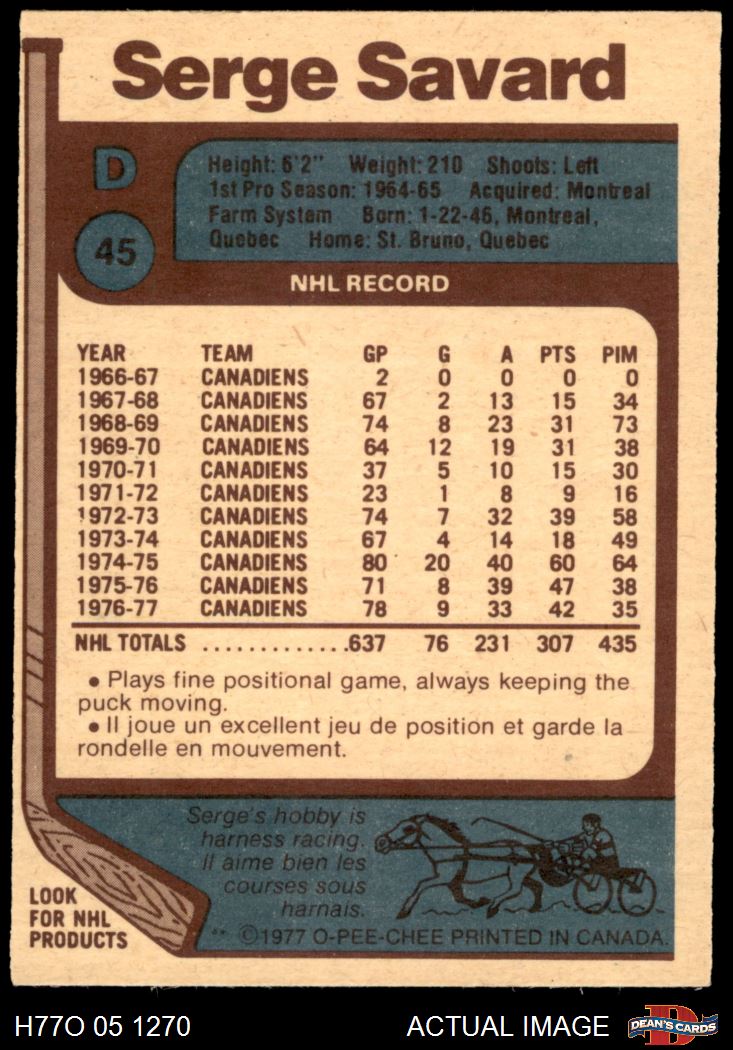 Serge Savard
D
45
Height: 6'2" Weight: 210 Shoots: Left
1st Pro Season: 1964-65 Acquired: Montreal
Farm System Born: 1-22-46, Montreal,
Quebec Home: St. Bruno, Quebec
NHL RECORD
YEAR TEAM GP G A PTS PIM
1966-67 CANADIENS 2 0 0 0 0
1967-68 CANADIENS 67 2 13 15 34
1968-69 CANADIENS 74 8 23 31 73
1969-70 CANADIENS 64 12 19 31 38
1970-71 CANADIENS 37 5 10 15 30
1971-72 CANADIENS 23 1 8 9 16
1972-73 CANADIENS 74 7 32 39 58
1973-74 CANADIENS 67 4 14 18 49
1974-75 CANADIENS 80 20 40 60 64
1975-76 CANADIENS 71 8 39 47 38
1976-77 CANADIENS 78 9 33 42 35
NHL TOTALS .............637 76 231 307 435
• Plays fine positional game, always keeping the
puck moving.
• Il joue un excellent jeu de position et garde la
rondelle en mouvement.
Serge's hobby is
harness racing.
Il aime bien les
courses sous
harnais.
LOOK
FOR NHL
PRODUCTS
** ©1977 O-PEE-CHEE PRINTED IN CANADA.
H77O 05 1270
ACTUAL IMAGE
D
DEAN'S CARDS